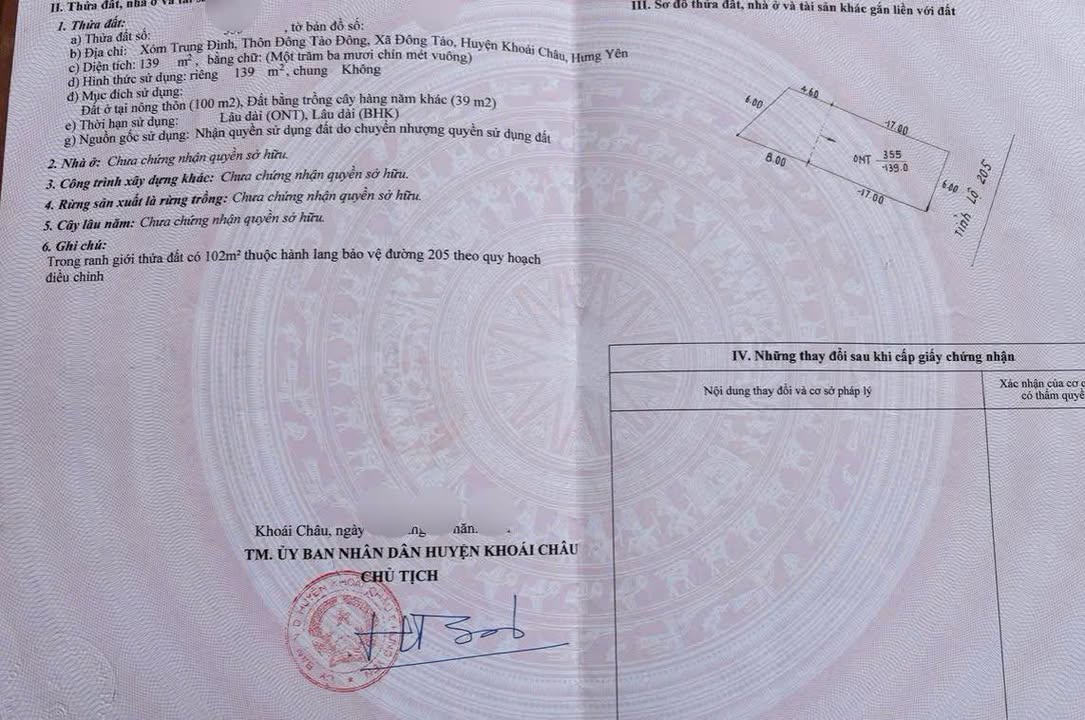 II. Thửa đất, nhà ở và tài s
1. Thửa đất:
a) Thửa đất số: , tờ bản đồ số:
b) Địa chỉ: Xóm Trung Đình, Thôn Đông Tảo Đông, Xã Đông Tảo, Huyện Khoái Châu, Hưng Yên
c) Diện tích: 139 m², bằng chữ: (Một trăm ba mươi chín mét vuông)
d) Hình thức sử dụng: riêng 139 m², chung Không
đ) Mục đích sử dụng:
Đất ở tại nông thôn (100 m2), Đất bằng trồng cây hàng năm khác (39 m2)
e) Thời hạn sử dụng: Lâu dài (ONT), Lâu dài (BHK)
g) Nguồn gốc sử dụng: Nhận quyền sử dụng đất do chuyển nhượng quyền sử dụng đất
2. Nhà ở: Chưa chứng nhận quyền sở hữu.
3. Công trình xây dựng khác: Chưa chứng nhận quyền sở hữu.
4. Rừng sản xuất là rừng trồng: Chưa chứng nhận quyền sở hữu.
5. Cây lâu năm: Chưa chứng nhận quyền sở hữu.
6. Ghi chú:
Trong ranh giới thửa đất có 102m² thuộc hành lang bảo vệ đường 205 theo quy hoạch
điều chỉnh
Khoái Châu, ngày
TM. ỦY BAN NHÂN DÂN HUYỆN KHOÁI CHÂU
CHỦ TỊCH
III. Sơ đồ thửa đất, nhà ở và tài sản khác gắn liền với đất
4.60
6.00
17.00
8.00
ONT 355
139.0
17.00
6.00
Tỉnh Lộ 205
IV. Những thay đổi sau khi cấp giấy chứng nhận
Nội dung thay đổi và cơ sở pháp lý
Xác nhận của cơ q
có thẩm quyề